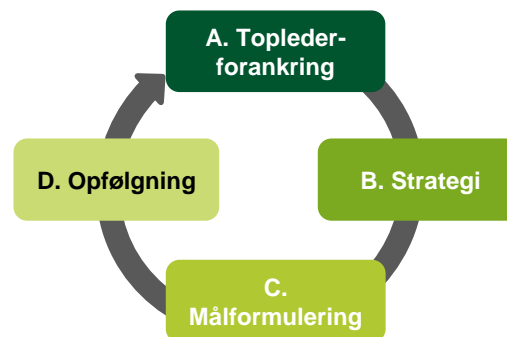 A. Topleder-
forankring
B. Strategi
C.
Målformulering
D. Opfølgning